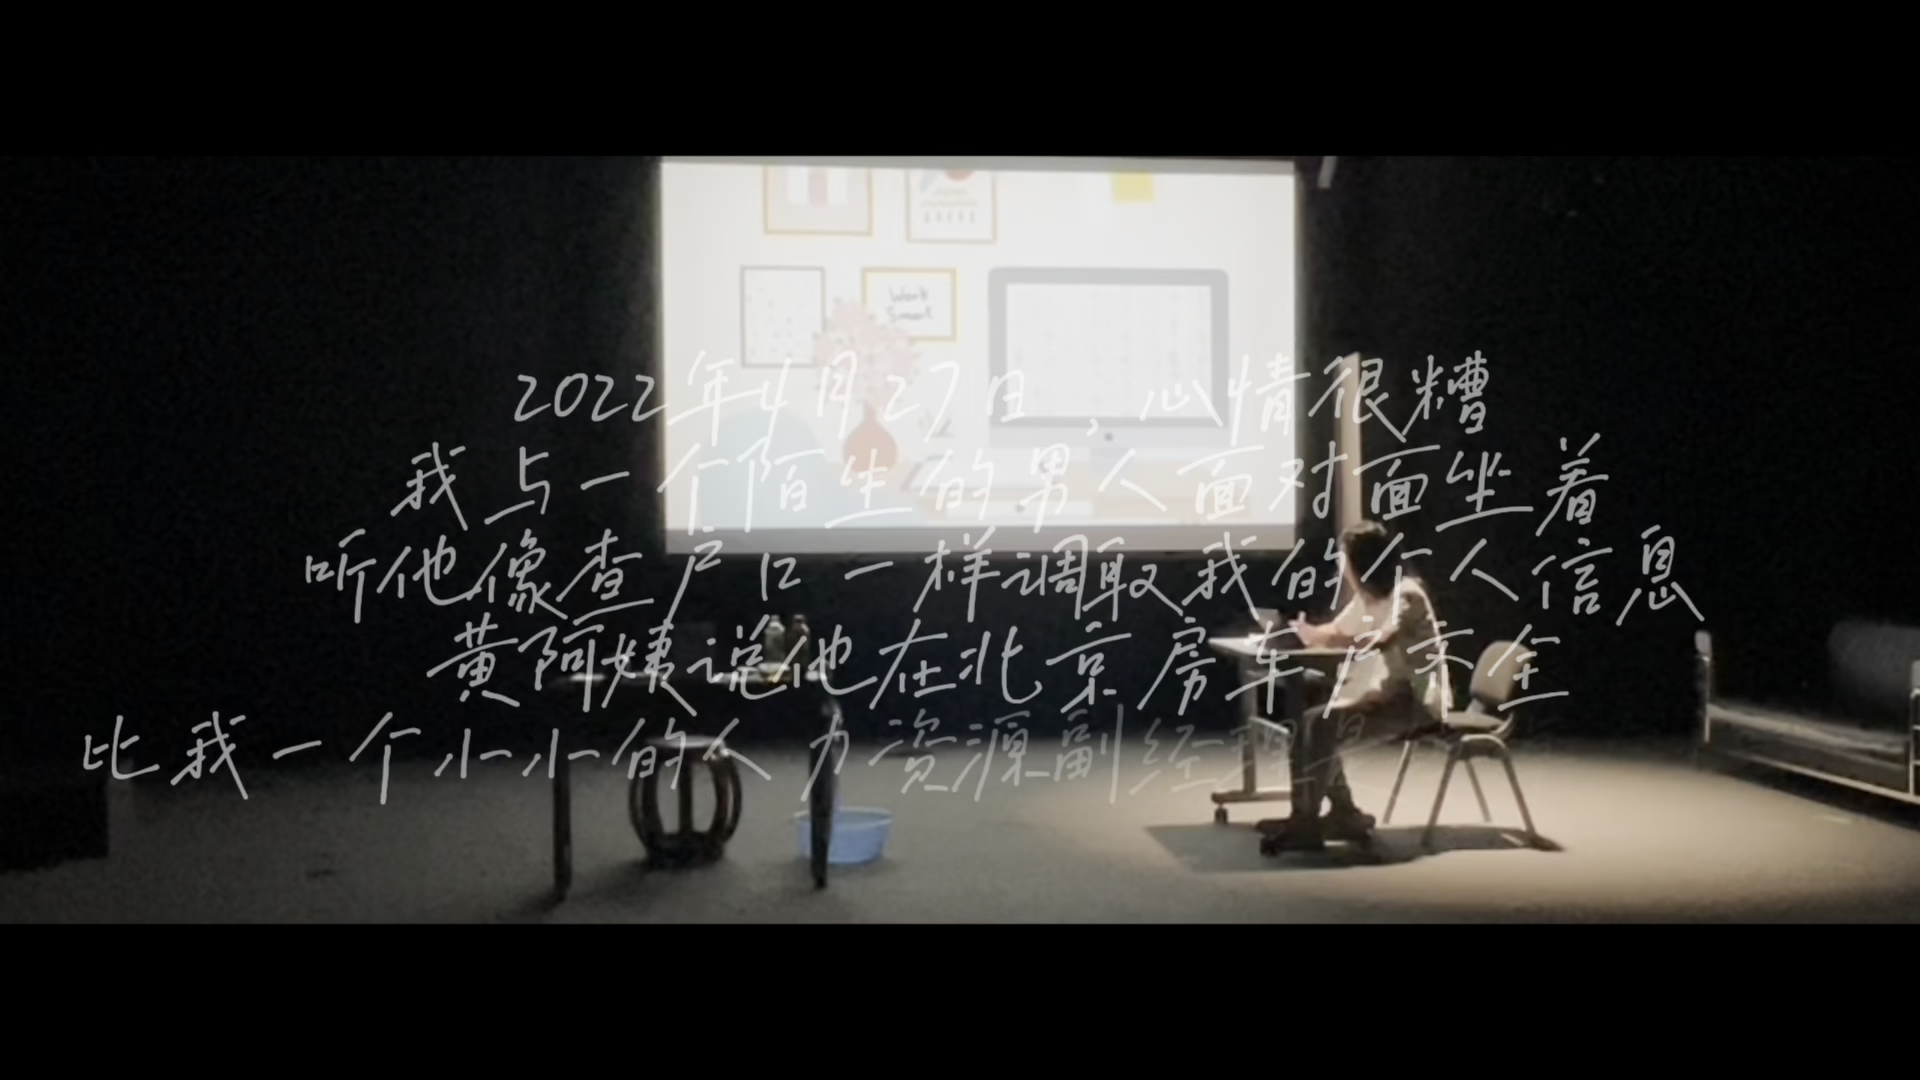 Work
Smart
2022年4月27日,心情很糟
我与一个陌生的男人面对面坐着
听他像查户口一样调取我的个人信息
黄阿姨说他在北京房车户齐全
比我一个小小的人力资源副经理是